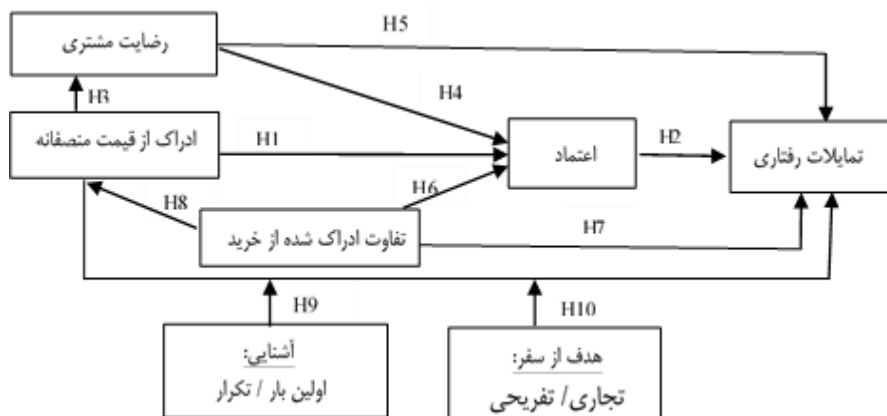 H5
رضایت مشتری
H4
H3
ادراک از قیمت منصفانه
H1
اعتماد
H2
تمایلات رفتاری
H6
H8
تفاوت ادراک شده از خرید
H7
H9
H10
آشنایی:
اولین بار / تکرار
هدف از سفر:
تجاری/ تفریحی